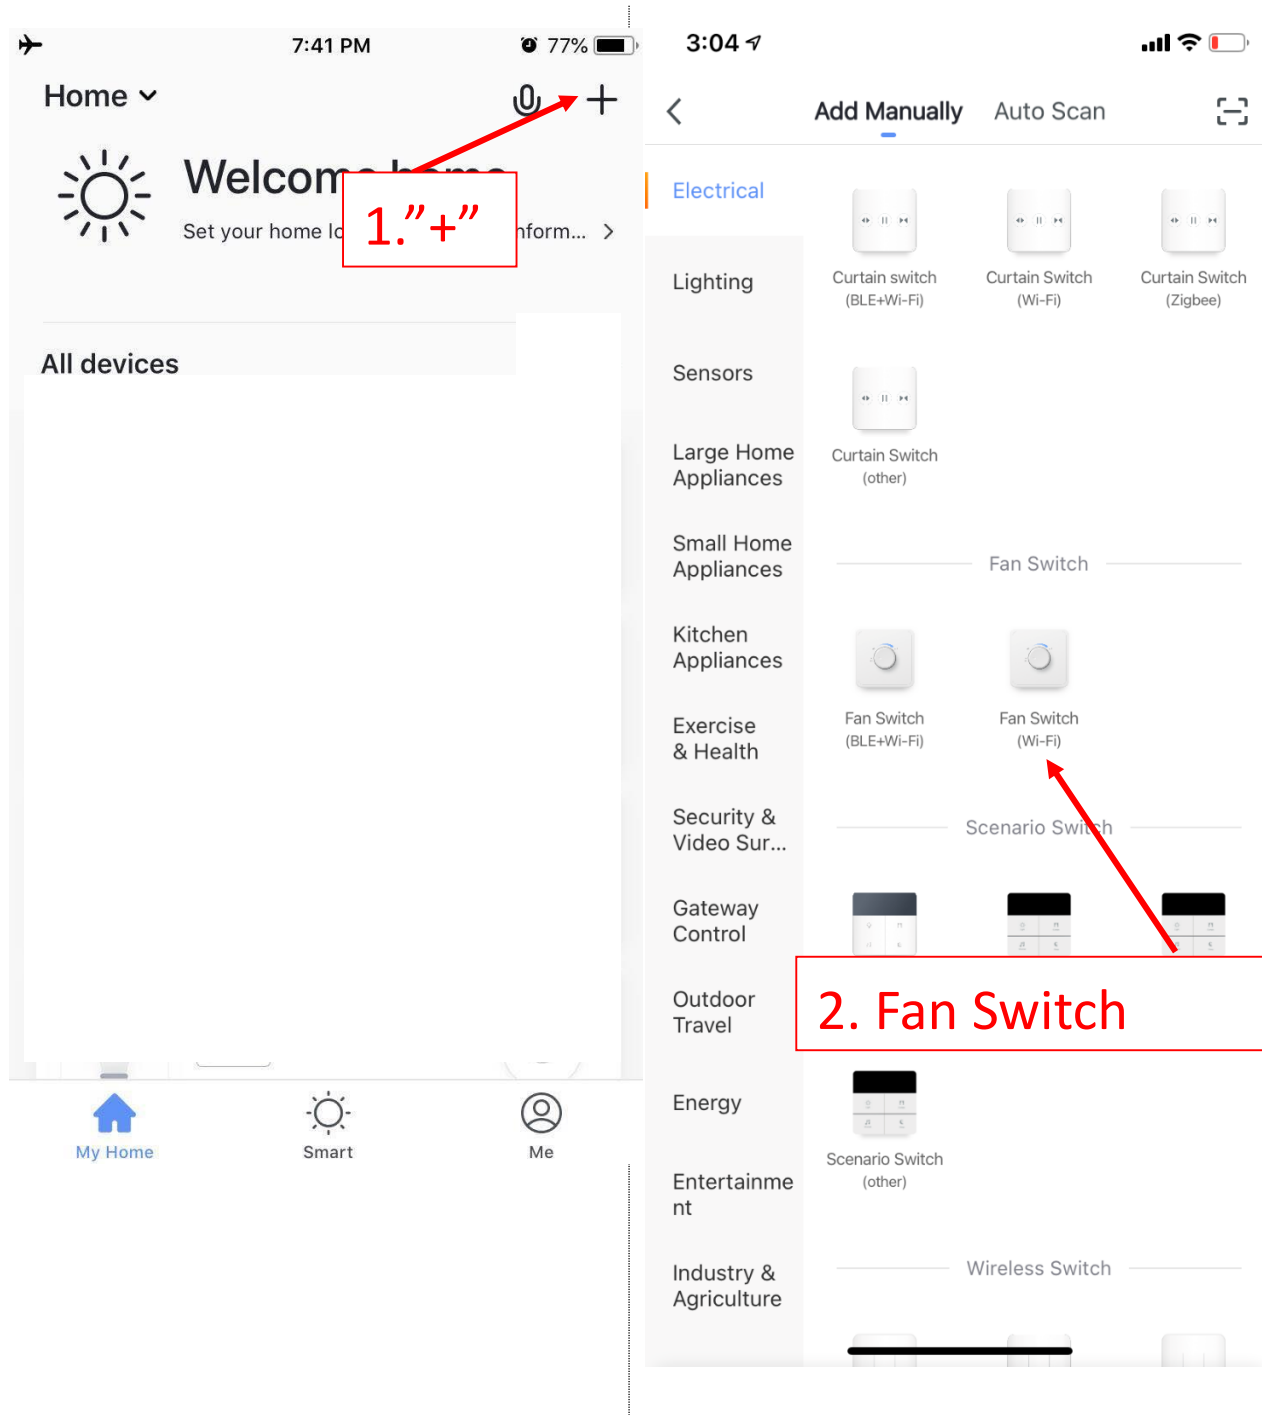 7:41 PM
77%
Home
Welcome home
Set your home lo
nform...
1.”+”
All devices
My Home
Smart
Me
3:04
Add Manually
Auto Scan
Electrical
Lighting
Sensors
Large Home
Appliances
Small Home
Appliances
Kitchen
Appliances
Exercise
& Health
Security &
Video Sur...
Gateway
Control
Outdoor
Travel
Energy
Entertainme
nt
Industry &
Agriculture
Curtain switch
(BLE+Wi-Fi)
Curtain Switch
(Wi-Fi)
Curtain Switch
(Zigbee)
Curtain Switch
(other)
Fan Switch
Fan Switch
(BLE+Wi-Fi)
Fan Switch
(Wi-Fi)
Scenario Switch
2. Fan Switch
Scenario Switch
(other)
Wireless Switch